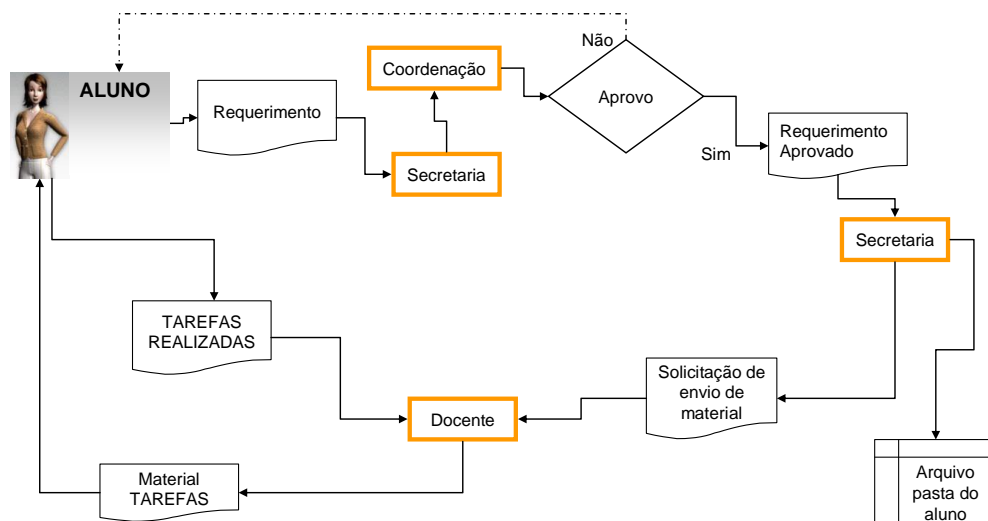 Não
ALUNO
Coordenação
Requerimento
Aprovo
Requerimento
Aprovado
Sim
Secretaria
Secretaria
TAREFAS
REALIZADAS
Solicitação de
envio de
material
Docente
Material
TAREFAS
Arquivo
pasta do
aluno